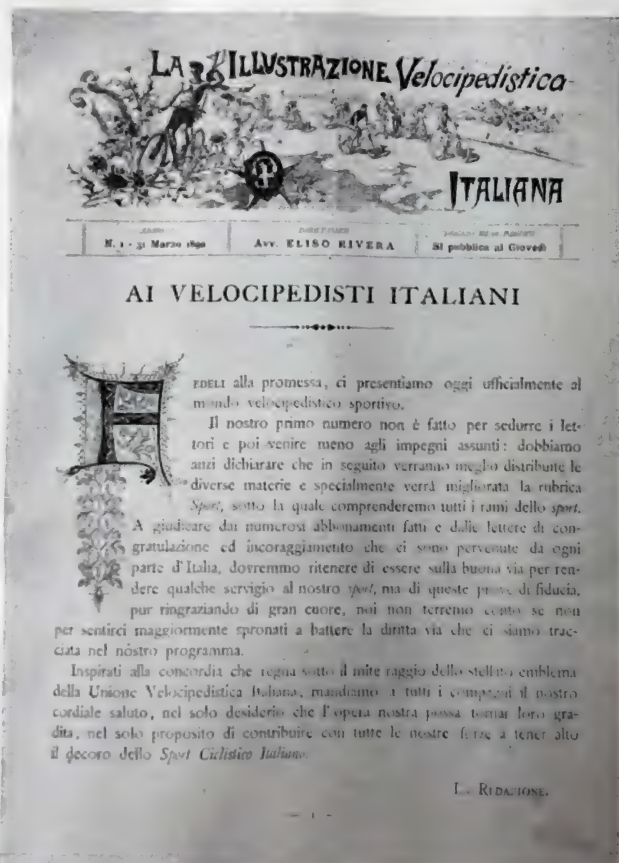 LA ILLUSTRAZIONE Velocipedistica
ITALIANA
N. 1 - 31 Marzo
Avv. ELISO RIVERA
Si pubblica al Giovedì
AI VELOCIPEDISTI ITALIANI
FEDELI alla promessa, ci presentiamo oggi ufficialmente al
mondo velocipedistico sportivo.
Il nostro primo numero non è fatto per sedurre i let-
tori e poi venire meno agli impegni assunti: dobbiamo
anzi dichiarare che in seguito verranno meglio distribuite le
diverse materie e specialmente verrà migliorata la rubrica
Sport, sotto la quale comprenderemo tutti i rami dello sport.
A giudicare dai numerosi abbonamenti fatti e dalle lettere di con-
gratulazione ed incoraggiamento che ci sono pervenute da ogni
parte d'Italia, dovremmo ritenere di essere sulla buona via per ren-
dere qualche servigio al nostro sport, ma di queste prove di fiducia,
pur ringraziando di gran cuore, noi non terremo conto se non
per sentirci maggiormente spronati a battere la diritta via che ci siamo trac-
ciata nel nostro programma.
Inspirati alla concordia che regna sotto il mite raggio dello stellato emblema
della Unione Velocipedistica Italiana, mandiamo a tutti i compagni il nostro
cordiale saluto, nel solo desiderio che l'opera nostra possa tornar loro gra-
dita, nel solo proposito di contribuire con tutte le nostre forze a tener alto
il decoro dello Sport Ciclistico Italiano.
LA REDAZIONE.
— 1 —